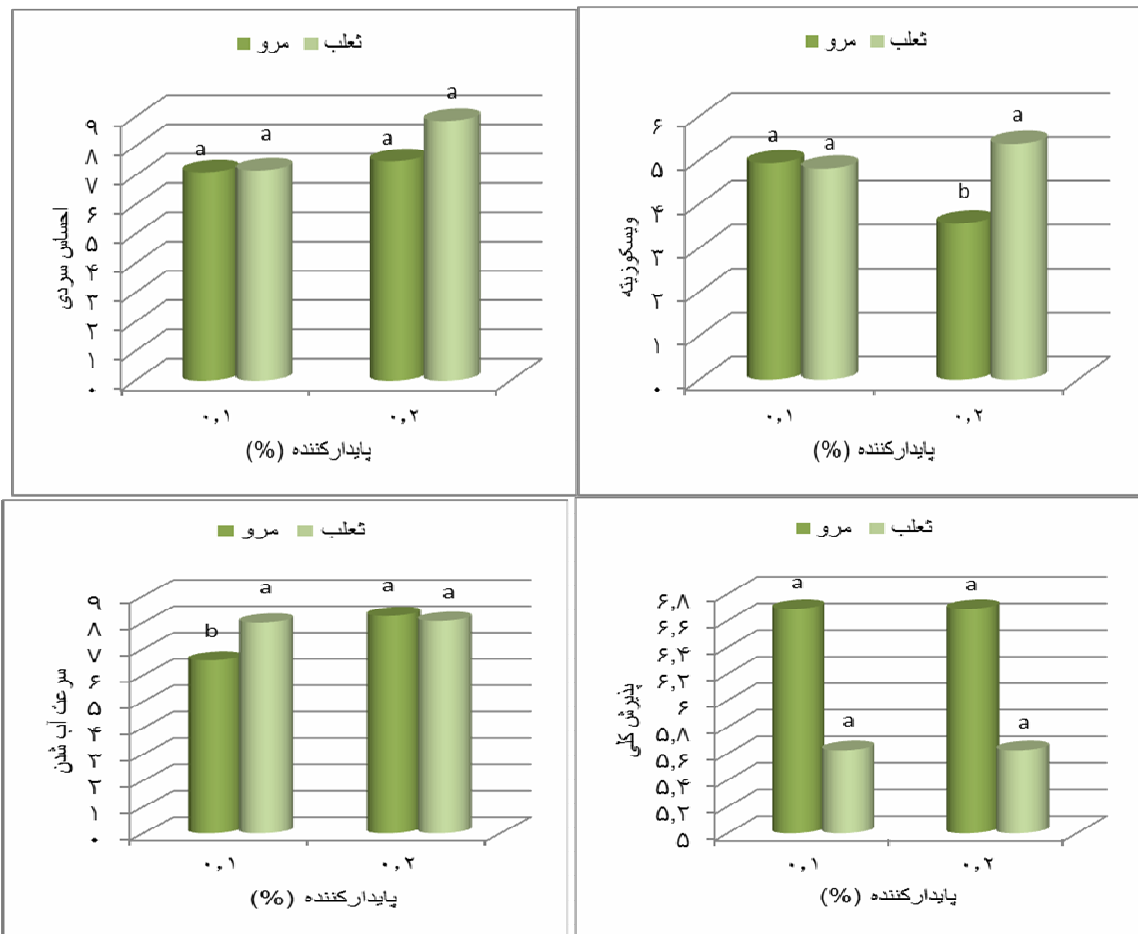 مرو ثعلب
a a a a
۹
۸
۷
۶
۵
۴
۳
۲
۱
۰
احساس سردی
۰,۱ ۰,۲
پایدارکننده (%)
مرو ثعلب
a a b a
۶
۵
۴
۳
۲
۱
۰
ویسکوزیته
۰,۱ ۰,۲
پایدارکننده (%)
مرو ثعلب
b a a a
۹
۸
۷
۶
۵
۴
۳
۲
۱
۰
سرعت آب شدن
۰,۱ ۰,۲
پایدارکننده (%)
مرو ثعلب
a a a a
۶,۸
۶,۶
۶,۴
۶,۲
۶
۵,۸
۵,۶
۵,۴
۵,۲
۵
پذیرش کلی
۰,۱ ۰,۲
پایدارکننده (%)